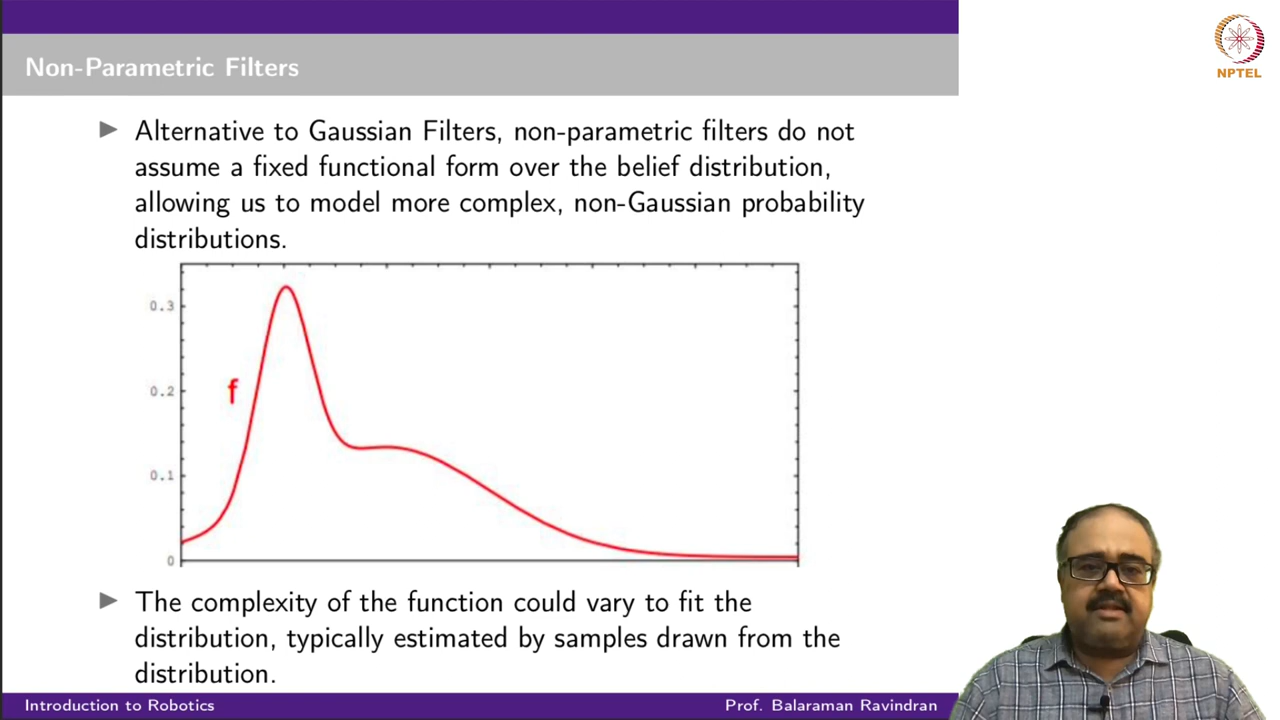 Non-Parametric Filters
NPTEL
Alternative to Gaussian Filters, non-parametric filters do not
assume a fixed functional form over the belief distribution,
allowing us to model more complex, non-Gaussian probability
distributions.
0.3
f
0.2
0.1
0
The complexity of the function could vary to fit the
distribution, typically estimated by samples drawn from the
distribution.
Introduction to Robotics
Prof. Balaraman Ravindran